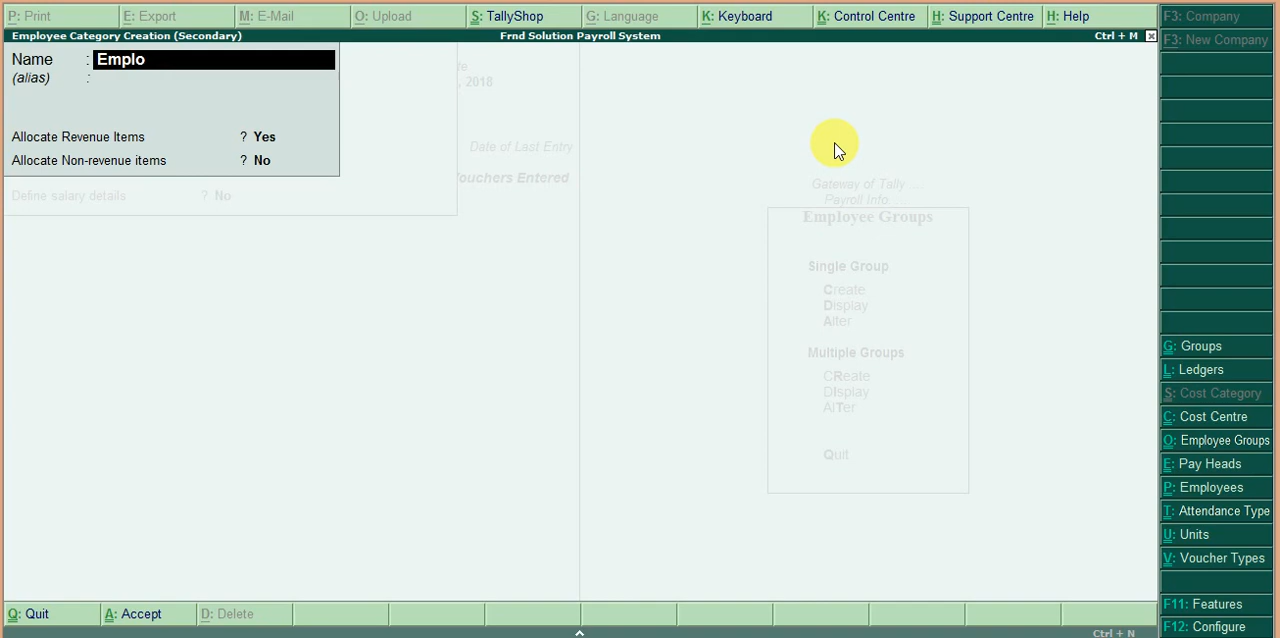 P: Print E: Export M: E-Mail O: Upload S: TallyShop G: Language K: Keyboard K: Control Centre H: Support Centre H: Help F3: Company
Employee Category Creation (Secondary) Frnd Solution Payroll System Ctrl + M x F3: New Company
Name : Emplo
(alias) :
, 2018
Allocate Revenue Items ? Yes
Date of Last Entry
Allocate Non-revenue items ? No
Vouchers Entered
Gateway of Tally ....
Define salary details ? No
Payroll Info. ....
Employee Groups
Single Group
Create
Display
Alter
Multiple Groups
CReate
DIsplay
AlTer
Quit
G: Groups
L: Ledgers
S: Cost Category
C: Cost Centre
O: Employee Groups
E: Pay Heads
P: Employees
T: Attendance Type
U: Units
V: Voucher Types
F11: Features
F12: Configure
Q: Quit A: Accept D: Delete
Ctrl + N